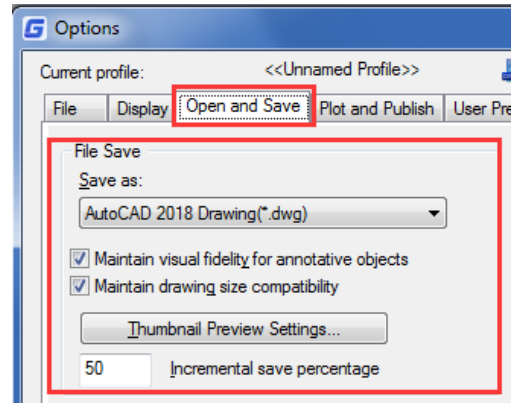 Options
Current profile: <<Unnamed Profile>>
File Display Open and Save Plot and Publish User Pre
File Save
Save as:
AutoCAD 2018 Drawing(*.dwg)
Maintain visual fidelity for annotative objects
Maintain drawing size compatibility
Thumbnail Preview Settings...
50 Incremental save percentage